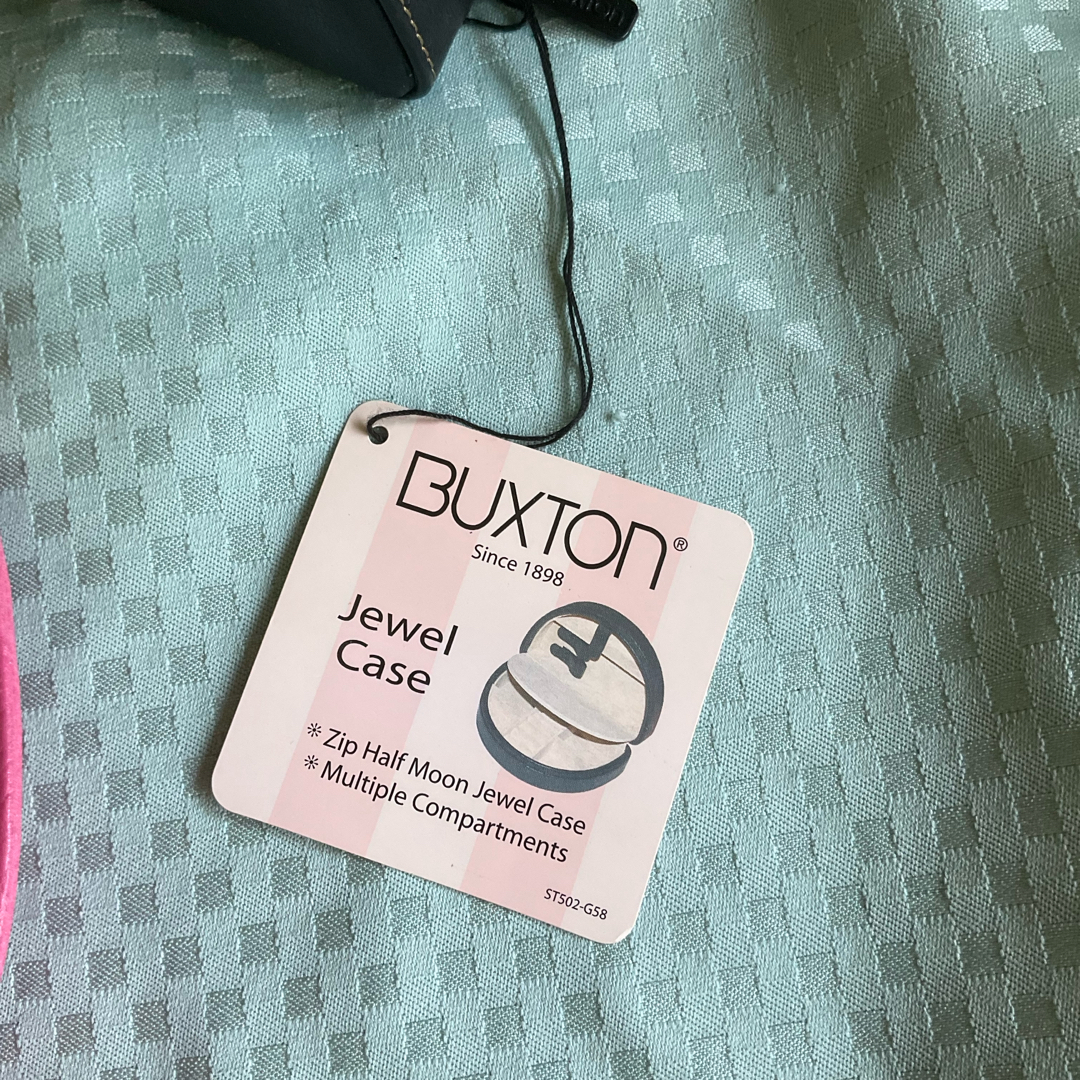 BUXTON®
Since 1898
Jewel
Case
* Zip Half Moon Jewel Case
* Multiple Compartments
ST502-G58